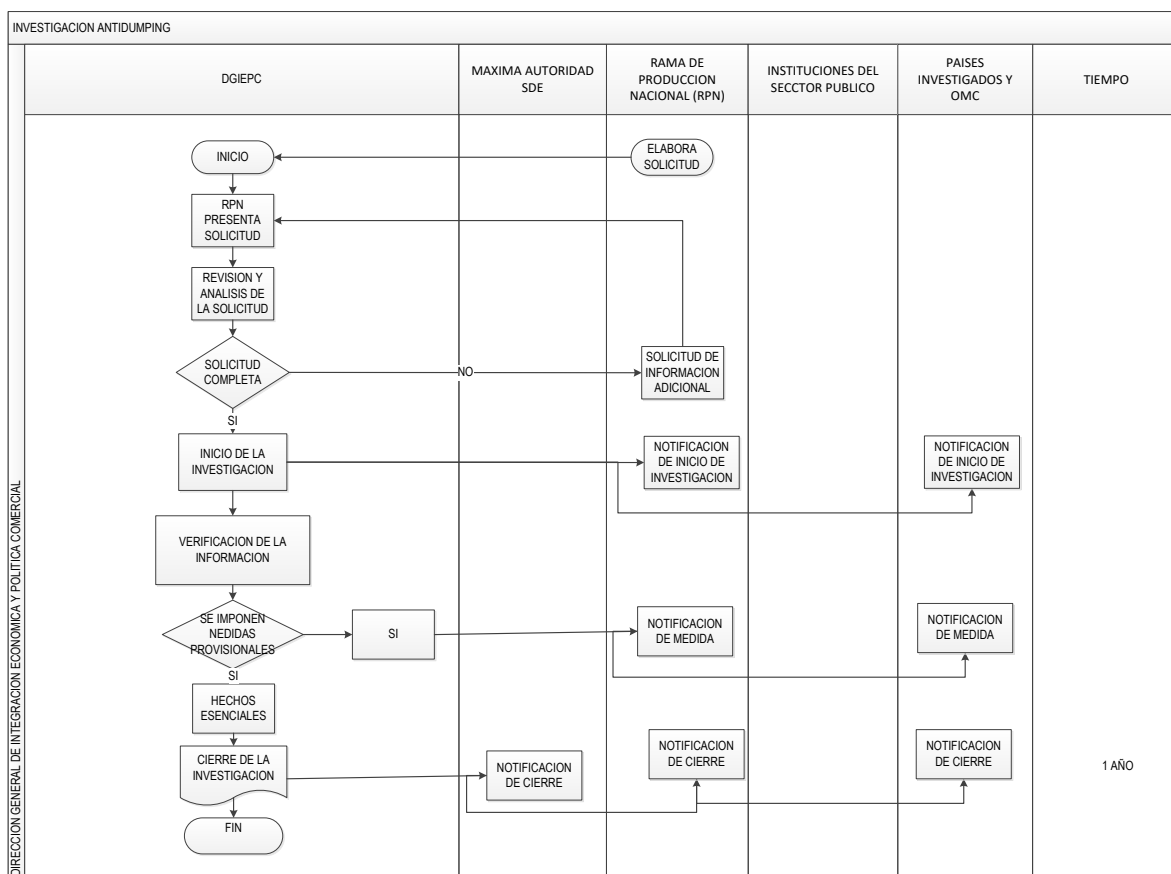 INVESTIGACION ANTIDUMPING
DIRECCION GENERAL DE INTEGRACION ECONOMICA Y POLITICA COMERCIAL
DGIEPC
MAXIMA AUTORIDAD
SDE
RAMA DE
PRODUCCION
NACIONAL (RPN)
INSTITUCIONES DEL
SECCTOR PUBLICO
PAISES
INVESTIGADOS Y
OMC
TIEMPO
INICIO
ELABORA
SOLICITUD
RPN
PRESENTA
SOLICITUD
REVISION Y
ANALISIS DE
LA SOLICITUD
SOLICITUD
COMPLETA
NO
SOLICITUD DE
INFORMACION
ADICIONAL
SI
INICIO DE LA
INVESTIGACION
NOTIFICACION
DE INICIO DE
INVESTIGACION
NOTIFICACION
DE INICIO DE
INVESTIGACION
VERIFICACION DE LA
INFORMACION
SE IMPONEN
NEDIDAS
PROVISIONALES
SI
NOTIFICACION
DE MEDIDA
NOTIFICACION
DE MEDIDA
SI
HECHOS
ESENCIALES
CIERRE DE LA
INVESTIGACION
NOTIFICACION
DE CIERRE
NOTIFICACION
DE CIERRE
NOTIFICACION
DE CIERRE
1 AÑO
FIN